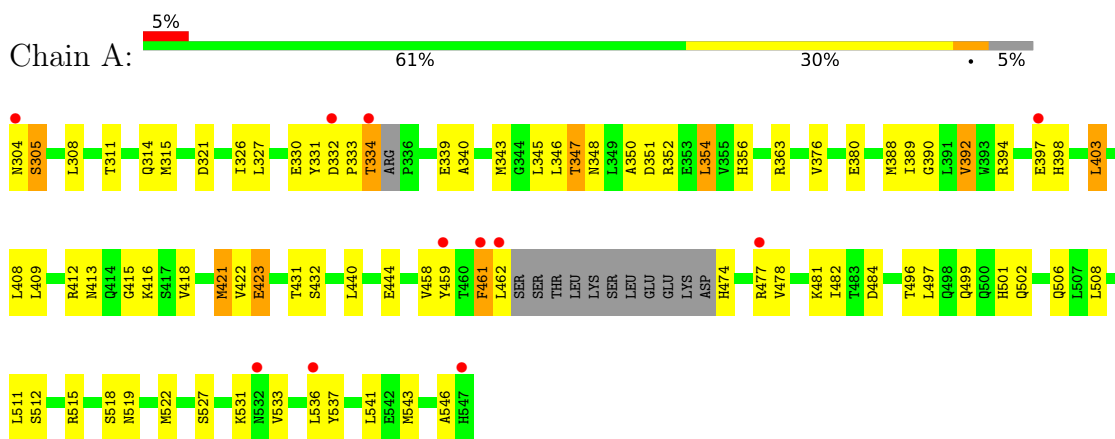 5%
Chain A:
61% 30% • 5%
N304 S305 L308 T311 Q314 M315 D321 I326 L327 E330 Y331 D332 P333 T334 ARG P336 E339 A340 M343 G344 L345 L346 T347 N348 L349 A350 D351 R352 E353 L354 V355 H356 R363 V376 E380 M388 I389 G390 L391 V392 W393 R394 E397 H398 L403
L408 L409 R412 N413 Q414 G415 K416 S417 V418 M421 V422 E423 T431 S432 L440 E444 V458 Y459 T460 F461 L462 SER SER THR LEU LYS SER LEU GLU GLU LYS ASP H474 R477 V478 K481 I482 T483 D484 T496 L497 Q498 Q499 Q500 H501 Q502 Q506 L507 L508
L511 S512 R515 S518 N519 M522 S527 K531 N532 V533 L536 Y537 L541 E542 M543 A546 H547